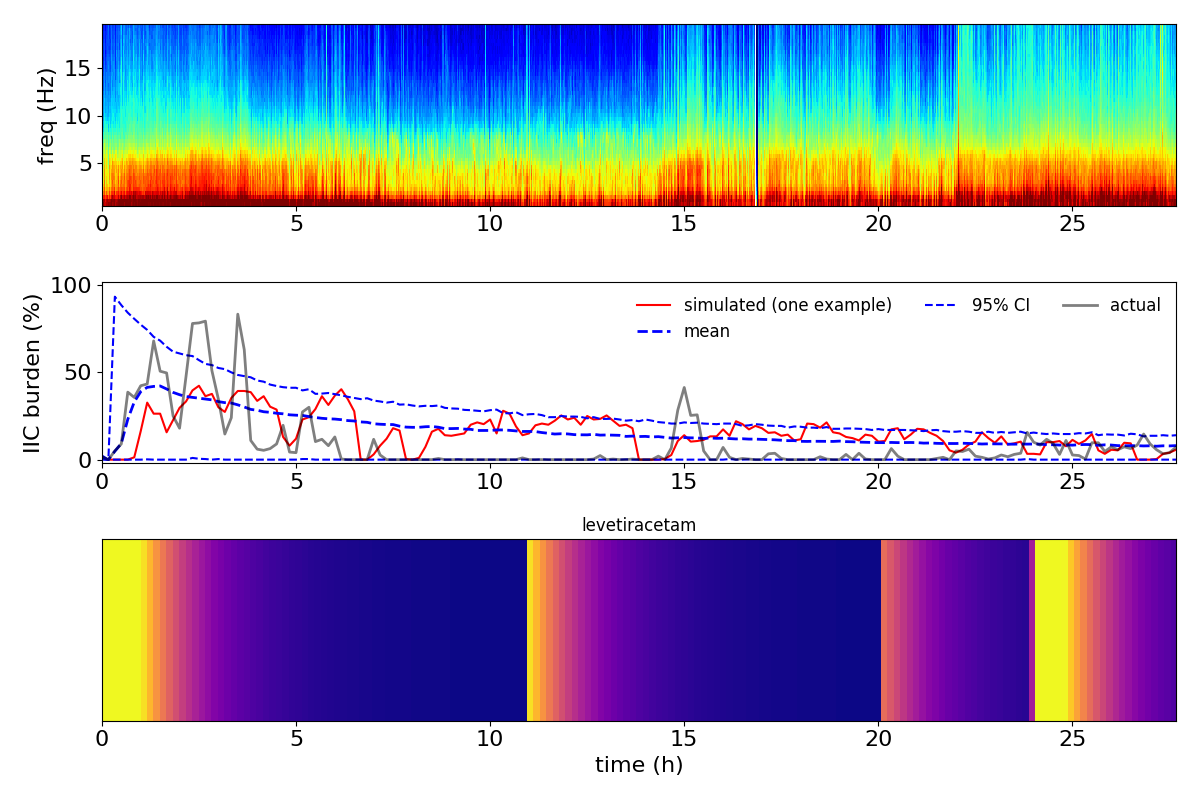 freq (Hz)
15
10
5
0 5 10 15 20 25
IIC burden (%)
100
50
0
simulated (one example)
mean
95% CI
actual
0 5 10 15 20 25
levetiracetam
0 5 10 15 20 25
time (h)